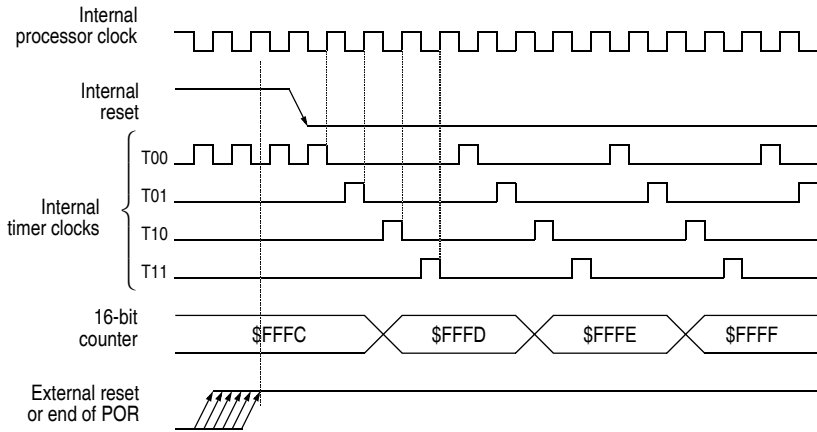 Internal
processor clock
Internal
reset
T00
T01
Internal
timer clocks
T10
T11
16-bit
counter
$FFFC
$FFFD
$FFFE
$FFFF
External reset
or end of POR